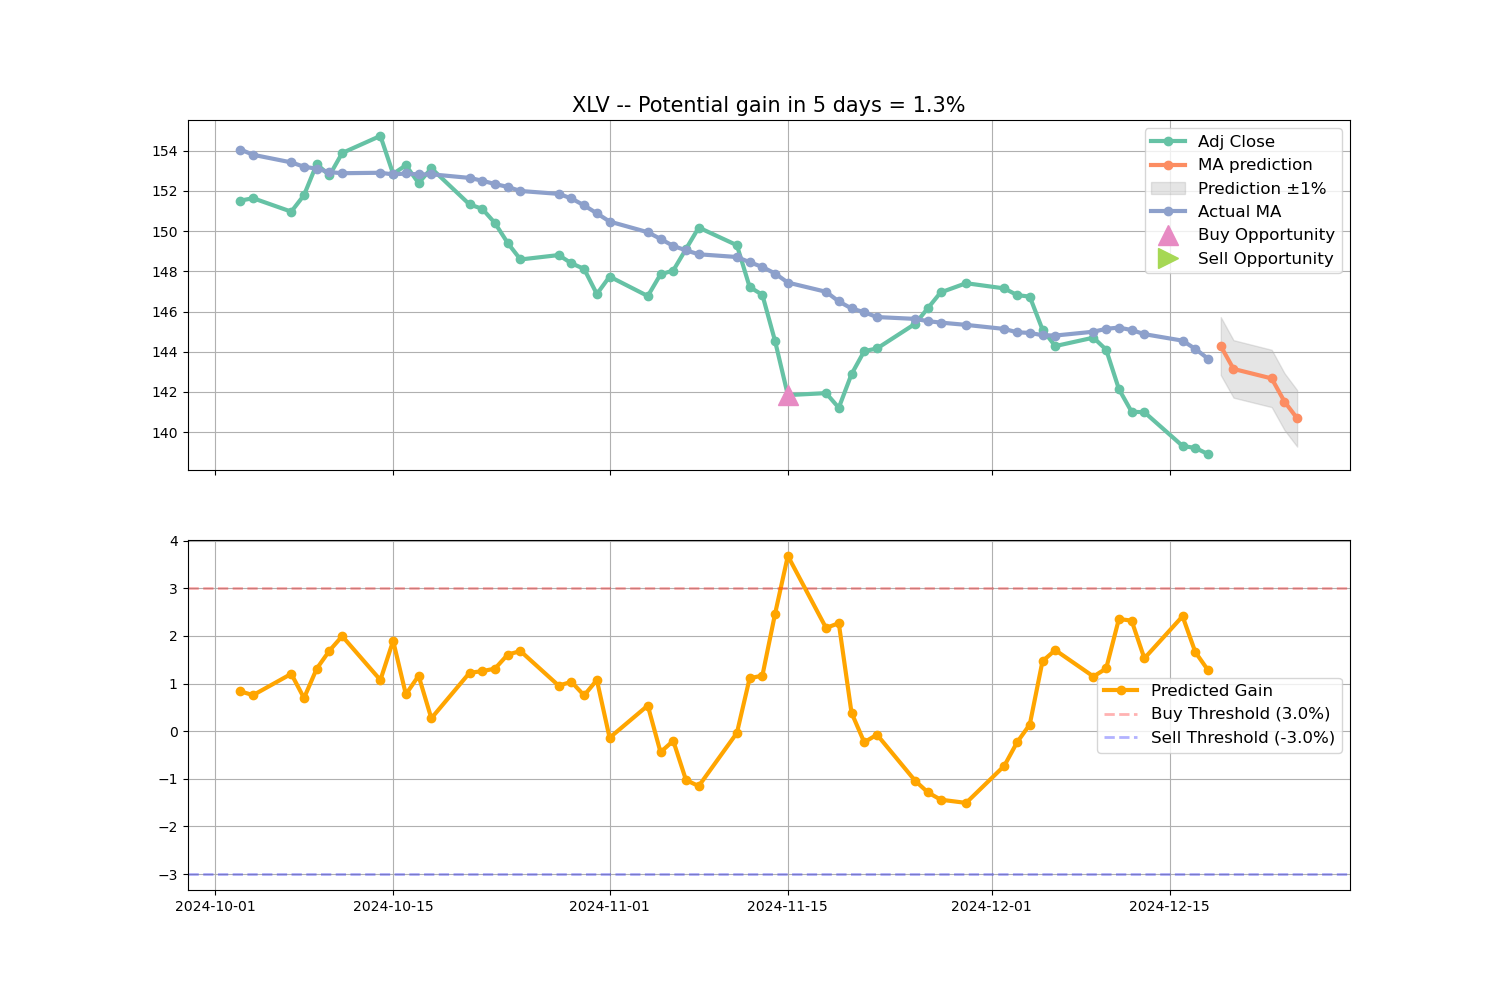 XLV -- Potential gain in 5 days = 1.3%
154
152
150
148
146
144
142
140
Adj Close
MA prediction
Prediction ±1%
Actual MA
Buy Opportunity
Sell Opportunity
4
3
2
1
0
−1
−2
−3
Predicted Gain
Buy Threshold (3.0%)
Sell Threshold (-3.0%)
2024-10-01 2024-10-15 2024-11-01 2024-11-15 2024-12-01 2024-12-15